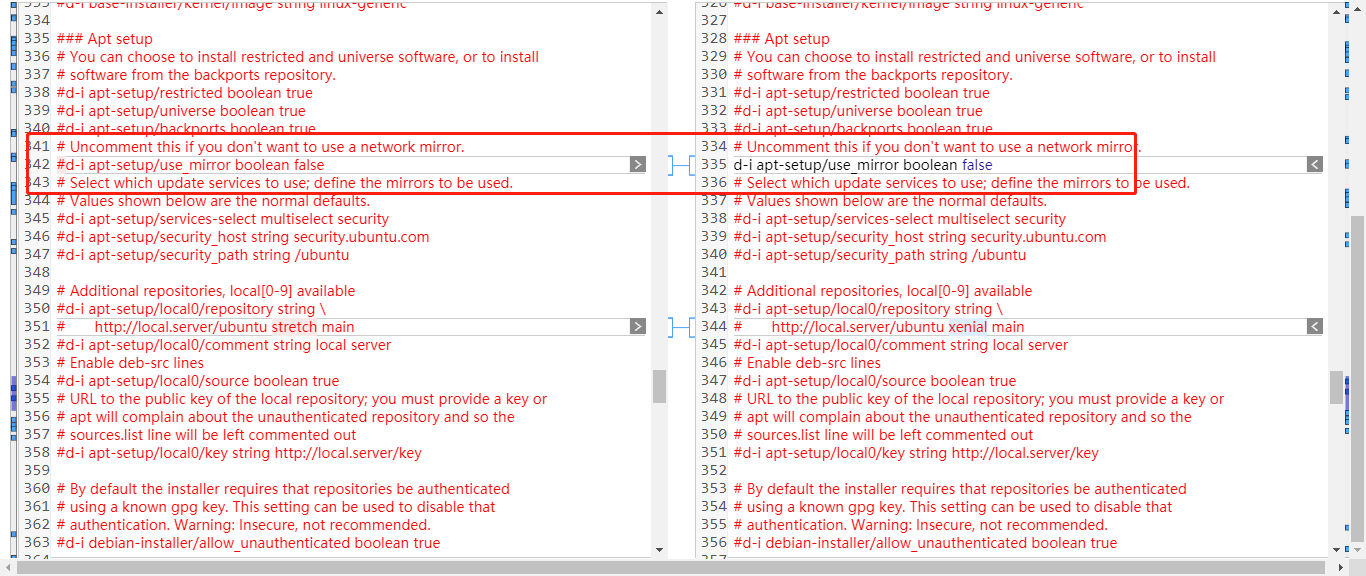 333 #d-i base-installer/kernel/image string linux-generic
334
335 ### Apt setup
336 # You can choose to install restricted and universe software, or to install
337 # software from the backports repository.
338 #d-i apt-setup/restricted boolean true
339 #d-i apt-setup/universe boolean true
340 #d-i apt-setup/backports boolean true
341 # Uncomment this if you don't want to use a network mirror.
342 #d-i apt-setup/use_mirror boolean false
343 # Select which update services to use; define the mirrors to be used.
344 # Values shown below are the normal defaults.
345 #d-i apt-setup/services-select multiselect security
346 #d-i apt-setup/security_host string security.ubuntu.com
347 #d-i apt-setup/security_path string /ubuntu
348
349 # Additional repositories, local[0-9] available
350 #d-i apt-setup/local0/repository string \
351 # http://local.server/ubuntu stretch main
352 #d-i apt-setup/local0/comment string local server
353 # Enable deb-src lines
354 #d-i apt-setup/local0/source boolean true
355 # URL to the public key of the local repository; you must provide a key or
356 # apt will complain about the unauthenticated repository and so the
357 # sources.list line will be left commented out
358 #d-i apt-setup/local0/key string http://local.server/key
359
360 # By default the installer requires that repositories be authenticated
361 # using a known gpg key. This setting can be used to disable that
362 # authentication. Warning: Insecure, not recommended.
363 #d-i debian-installer/allow_unauthenticated boolean true
364
326 #d-i base-installer/kernel/image string linux-generic
327
328 ### Apt setup
329 # You can choose to install restricted and universe software, or to install
330 # software from the backports repository.
331 #d-i apt-setup/restricted boolean true
332 #d-i apt-setup/universe boolean true
333 #d-i apt-setup/backports boolean true
334 # Uncomment this if you don't want to use a network mirror.
335 d-i apt-setup/use_mirror boolean false
336 # Select which update services to use; define the mirrors to be used.
337 # Values shown below are the normal defaults.
338 #d-i apt-setup/services-select multiselect security
339 #d-i apt-setup/security_host string security.ubuntu.com
340 #d-i apt-setup/security_path string /ubuntu
341
342 # Additional repositories, local[0-9] available
343 #d-i apt-setup/local0/repository string \
344 # http://local.server/ubuntu xenial main
345 #d-i apt-setup/local0/comment string local server
346 # Enable deb-src lines
347 #d-i apt-setup/local0/source boolean true
348 # URL to the public key of the local repository; you must provide a key or
349 # apt will complain about the unauthenticated repository and so the
350 # sources.list line will be left commented out
351 #d-i apt-setup/local0/key string http://local.server/key
352
353 # By default the installer requires that repositories be authenticated
354 # using a known gpg key. This setting can be used to disable that
355 # authentication. Warning: Insecure, not recommended.
356 #d-i debian-installer/allow_unauthenticated boolean true
357